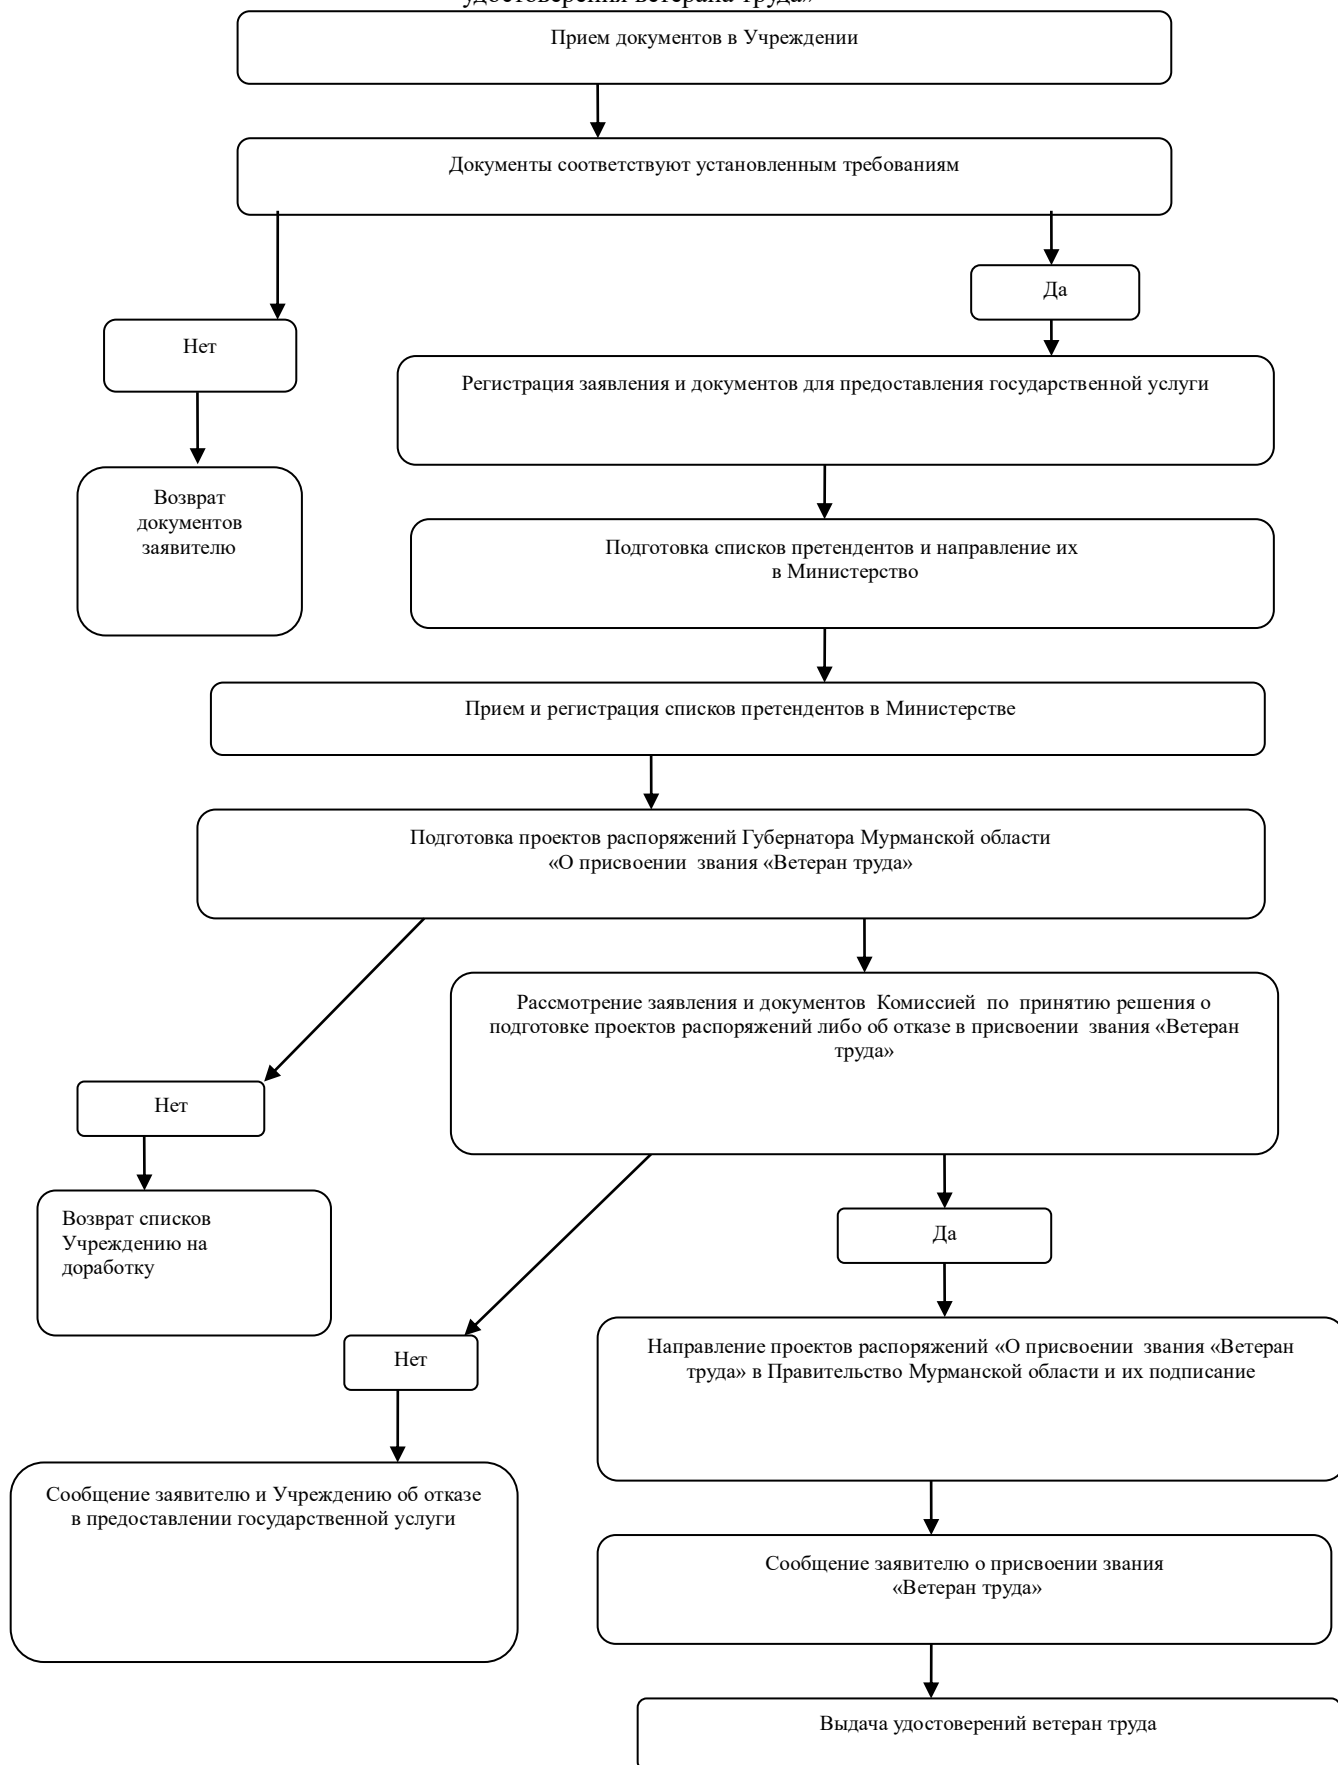 удостоверения ветерана труда»
Прием документов в Учреждении
Документы соответствуют установленным требованиям
Да
Нет
Регистрация заявления и документов для предоставления государственной услуги
Возврат
документов
заявителю
Подготовка списков претендентов и направление их
в Министерство
Прием и регистрация списков претендентов в Министерстве
Подготовка проектов распоряжений Губернатора Мурманской области
«О присвоении звания «Ветеран труда»
Рассмотрение заявления и документов Комиссией по принятию решения о
подготовке проектов распоряжений либо об отказе в присвоении звания «Ветеран
труда»
Нет
Возврат списков
Учреждению на
доработку
Да
Нет
Направление проектов распоряжений «О присвоении звания «Ветеран
труда» в Правительство Мурманской области и их подписание
Сообщение заявителю и Учреждению об отказе
в предоставлении государственной услуги
Сообщение заявителю о присвоении звания
«Ветеран труда»
Выдача удостоверений ветеран труда